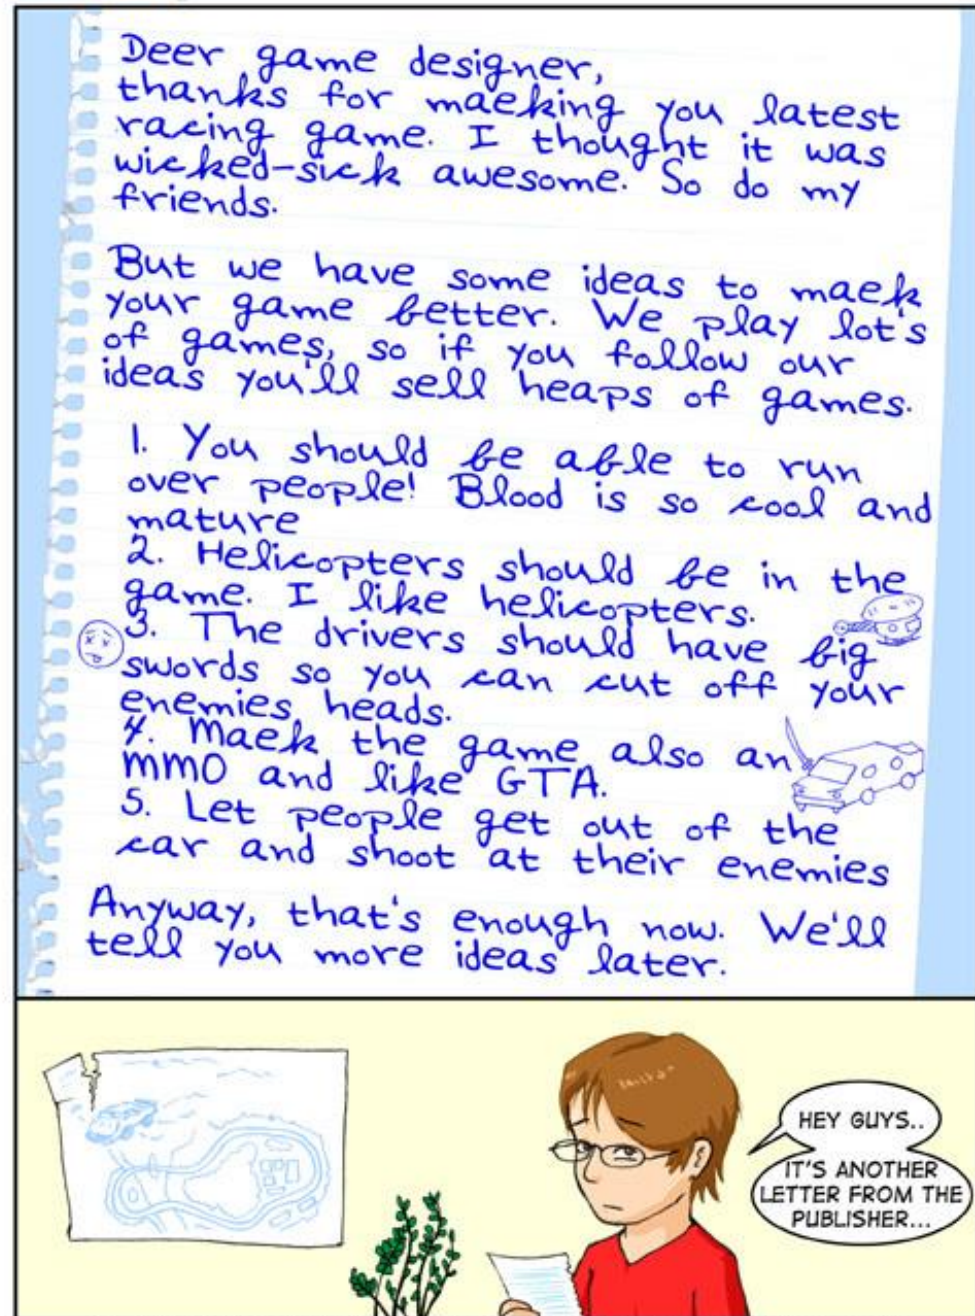 Deer game designer,
thanks for maeking you latest
racing game. I thought it was
wicked-sick awesome. So do my
friends.
But we have some ideas to maek
your game better. We play lot's
of games, so if you follow our
ideas you'll sell heaps of games.
1. You should be able to run
over people! Blood is so cool and
mature
2. Helicopters should be in the
game. I like helicopters.
3. The drivers should have big
swords so you can cut off your
enemies heads.
4. Maek the game also an
MMO and like GTA.
5. Let people get out of the
car and shoot at their enemies
Anyway, that's enough now. We'll
tell you more ideas later.
HEY GUYS..
IT'S ANOTHER
LETTER FROM THE
PUBLISHER...